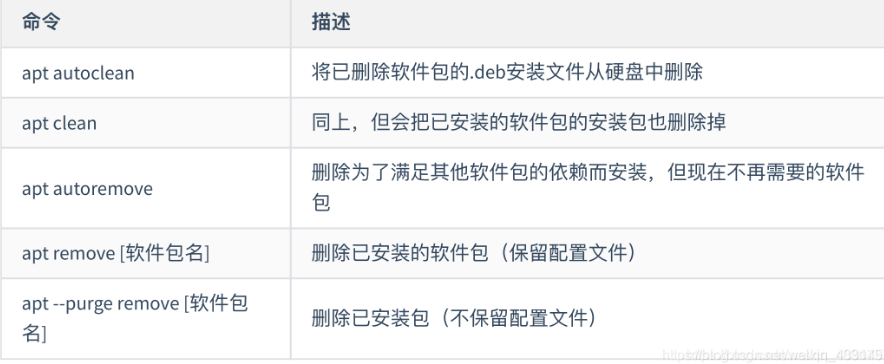 命令 描述
apt autoclean 将已删除软件包的.deb安装文件从硬盘中删除
apt clean 同上，但会把已安装的软件包的安装包也删除掉
apt autoremove 删除为了满足其他软件包的依赖而安装，但现在不再需要的软件
包
apt remove [软件包名] 删除已安装的软件包（保留配置文件）
apt --purge remove [软件包
名]
删除已安装包（不保留配置文件）